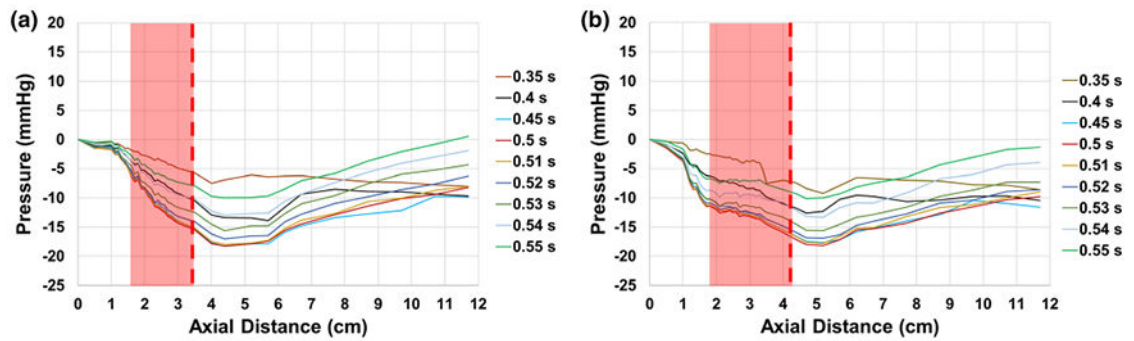 (a)
Pressure (mmHg)
20
15
10
5
0
-5
-10
-15
-20
-25
0 1 2 3 4 5 6 7 8 9 10 11 12
Axial Distance (cm)
0.35 s
0.4 s
0.45 s
0.5 s
0.51 s
0.52 s
0.53 s
0.54 s
0.55 s
(b)
Pressure (mmHg)
20
15
10
5
0
-5
-10
-15
-20
-25
0 1 2 3 4 5 6 7 8 9 10 11 12
Axial Distance (cm)
0.35 s
0.4 s
0.45 s
0.5 s
0.51 s
0.52 s
0.53 s
0.54 s
0.55 s